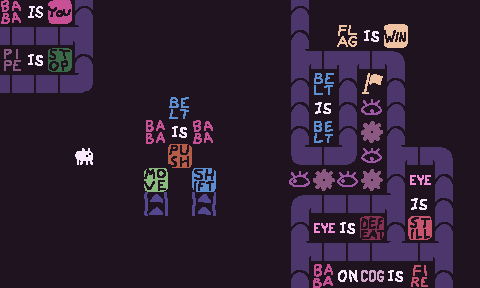 BABA IS YOU
PIPE IS STOP
FLAG IS WIN
BELT
BABA IS BABA
PUSH
MOVE SHIFT
BELT
IS
BELT
EYE
IS
EYE IS DEFEAT STILL
BABA ON COG IS FIRE